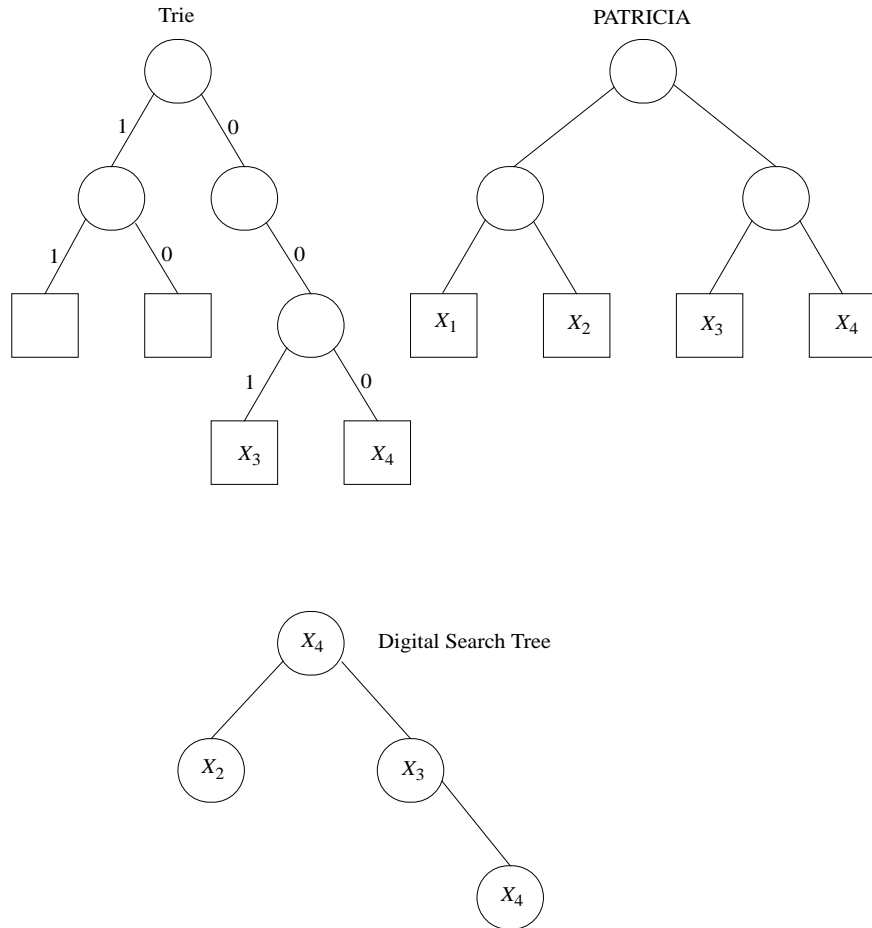 Trie
PATRICIA
1 0
1 0 0
X1 X2 X3 X4
1 0
X3 X4
X4 Digital Search Tree
X2 X3
X4